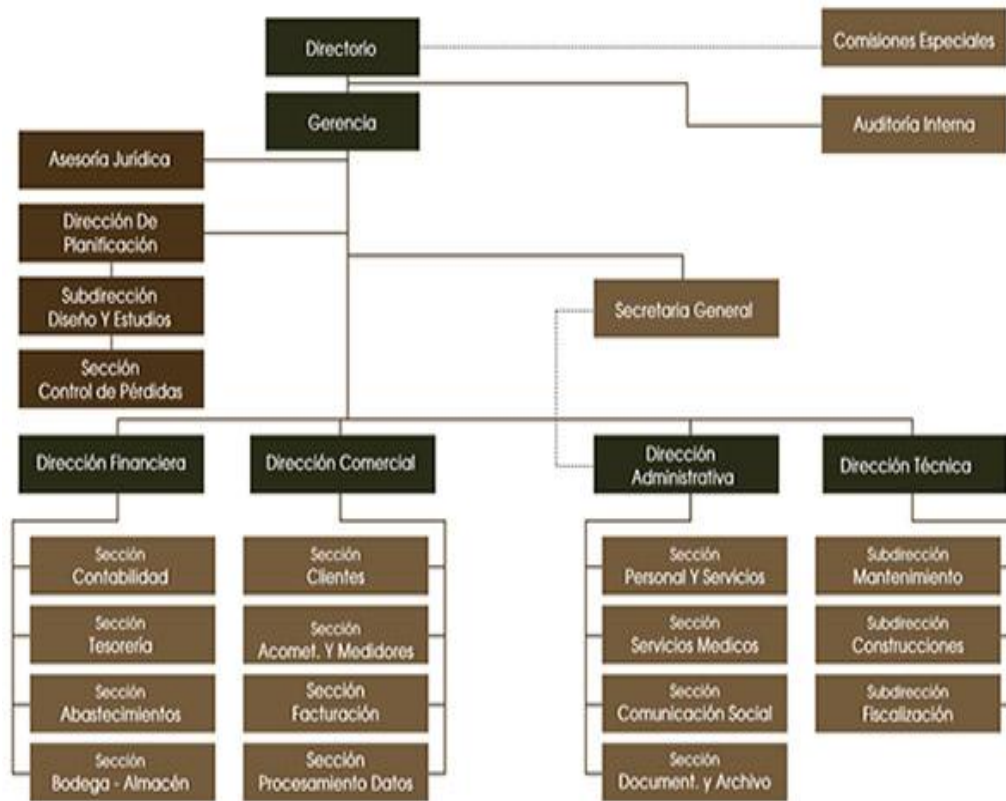 Directorio
Comisiones Especiales
Gerencia
Auditoría Interna
Asesoría Jurídica
Dirección De
Planificación
Subdirección
Diseño Y Estudios
Secretaria General
Sección
Control de Pérdidas
Dirección Financiera
Dirección Comercial
Dirección
Administrativa
Dirección Técnica
Sección
Contabilidad
Sección
Tesorería
Sección
Abastecimientos
Sección
Bodega - Almacén
Sección
Clientes
Sección
Acomet. Y Medidores
Sección
Facturación
Sección
Procesamiento Datos
Sección
Personal Y Servicios
Sección
Servicios Medicos
Sección
Comunicación Social
Sección
Document. y Archivo
Subdirección
Mantenimiento
Subdirección
Construcciones
Subdirección
Fiscalización